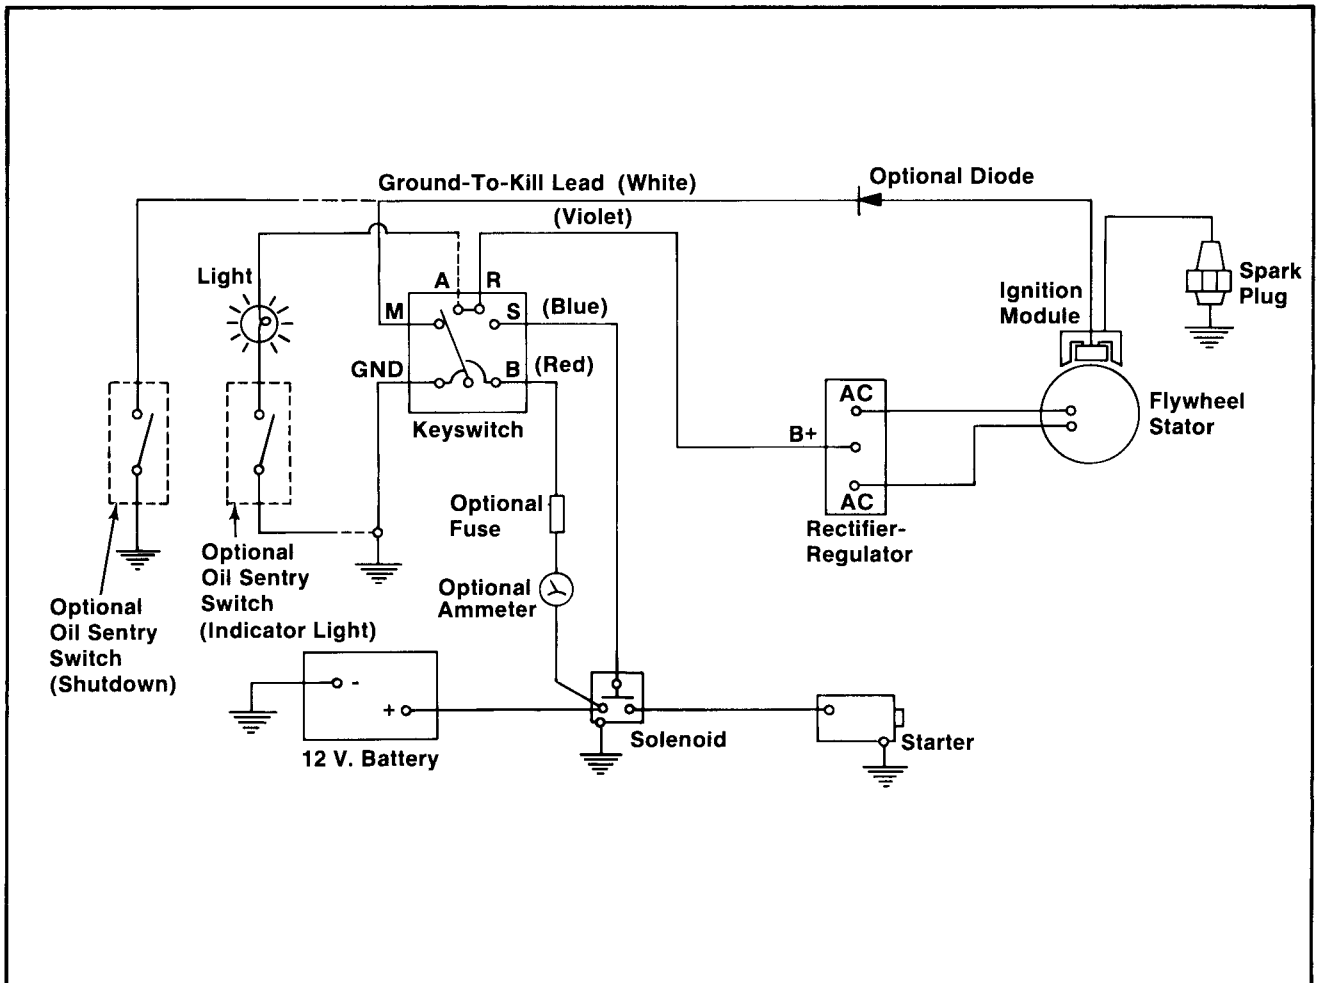 Ground-To-Kill Lead (White)
Optional Diode
(Violet)
Light
A
R
M
S
(Blue)
GND
B
(Red)
Keyswitch
Ignition
Module
Spark
Plug
AC
B+
AC
Rectifier-
Regulator
Flywheel
Stator
Optional
Fuse
Optional
Ammeter
Optional
Oil Sentry
Switch
(Indicator Light)
Optional
Oil Sentry
Switch
(Shutdown)
-
+
12 V. Battery
Solenoid
Starter